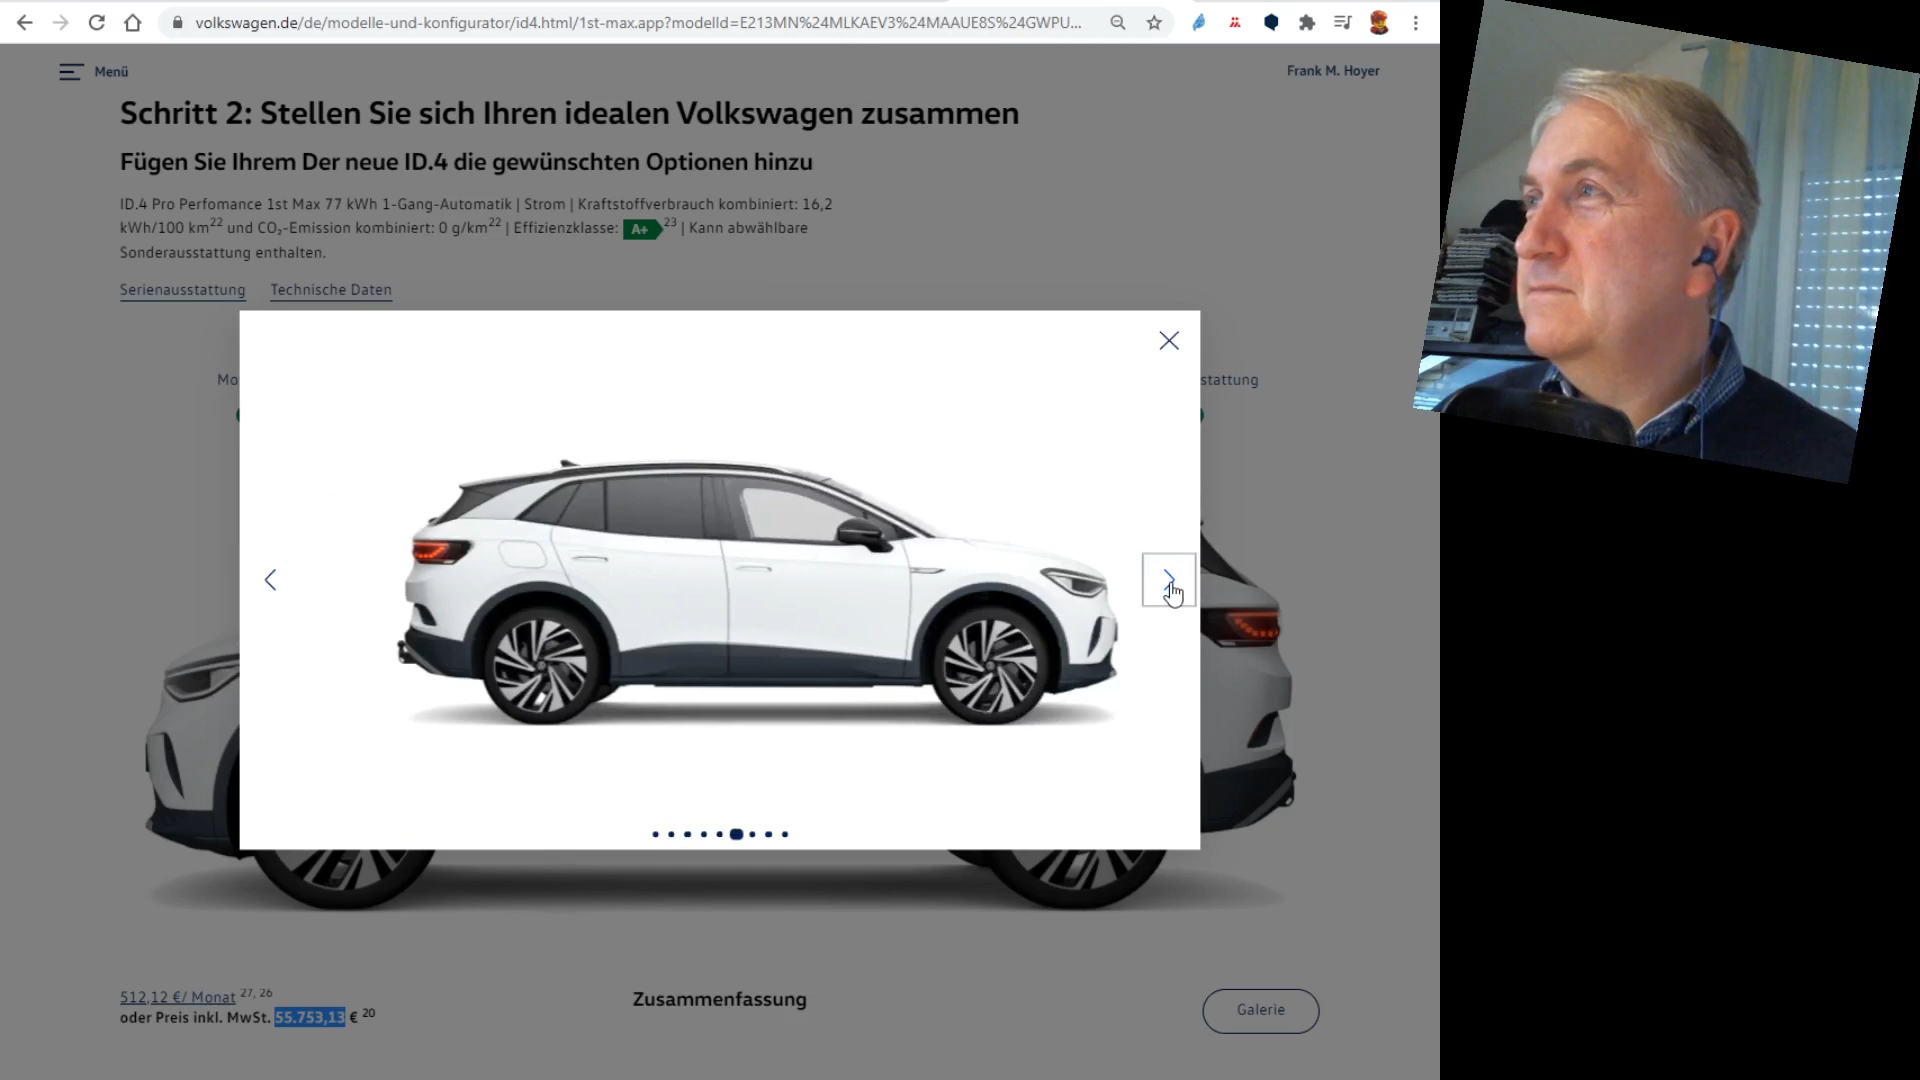 volkswagen.de/de/modelle-und-konfigurator/id4.html/1st-max.app?modelId=E213MN%24MLKAEV3%24MAAUE8S%24GWPU...
Menü
Frank M. Hoyer
Schritt 2: Stellen Sie sich Ihren idealen Volkswagen zusammen
Fügen Sie Ihrem Der neue ID.4 die gewünschten Optionen hinzu
ID.4 Pro Perfomance 1st Max 77 kWh 1-Gang-Automatik | Strom | Kraftstoffverbrauch kombiniert: 16,2
kWh/100 km22 und CO₂-Emission kombiniert: 0 g/km22 | Effizienzklasse: A+ 23 | Kann abwählbare
Sonderausstattung enthalten.
Serienausstattung Technische Daten
Mo
stattung
512,12 €/ Monat 27, 26
oder Preis inkl. MwSt. 55.753,13 € 20
Zusammenfassung
Galerie